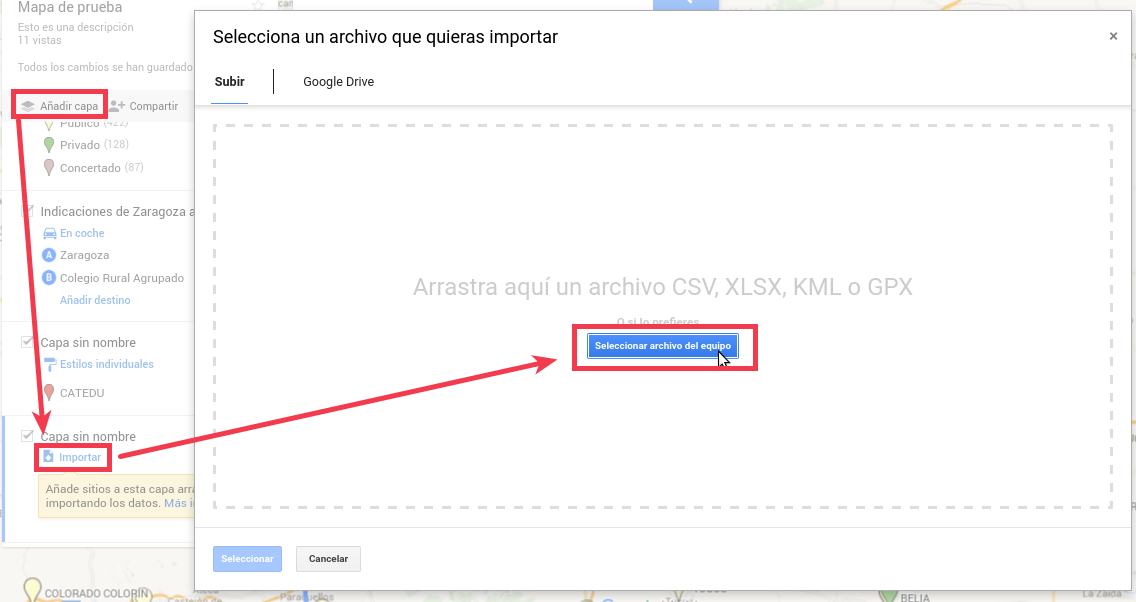 Mapa de prueba
Esto es una descripción
11 vistas
Todos los cambios se han guardado
Añadir capa
Compartir
Público (422)
Privado (128)
Concertado (87)
Indicaciones de Zaragoza a
En coche
A Zaragoza
B Colegio Rural Agrupado
Añadir destino
Capa sin nombre
Estilos individuales
CATEDU
Capa sin nombre
Importar
Añade sitios a esta capa
importando los datos. Más
Selecciona un archivo que quieras importar
×
Subir
Google Drive
Arrastra aquí un archivo CSV, XLSX, KML o GPX
O si lo prefieres
Seleccionar archivo del equipo
Seleccionar
Cancelar
COLORADO COLORÍN
BELIA
La Zaida